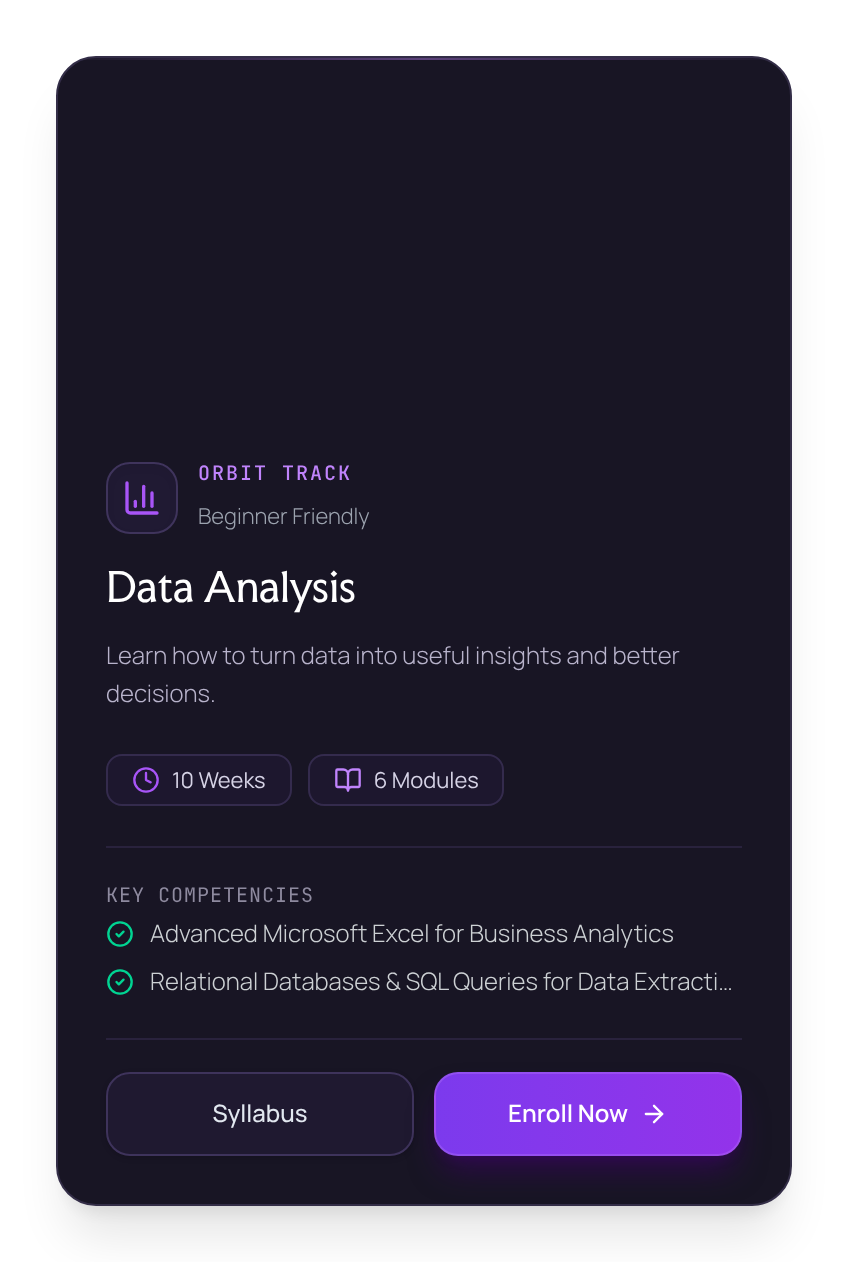 ORBIT TRACK
Beginner Friendly
Data Analysis
Learn how to turn data into useful insights and better
decisions.
10 Weeks
6 Modules
KEY COMPETENCIES
Advanced Microsoft Excel for Business Analytics
Relational Databases & SQL Queries for Data Extracti...
Syllabus
Enroll Now